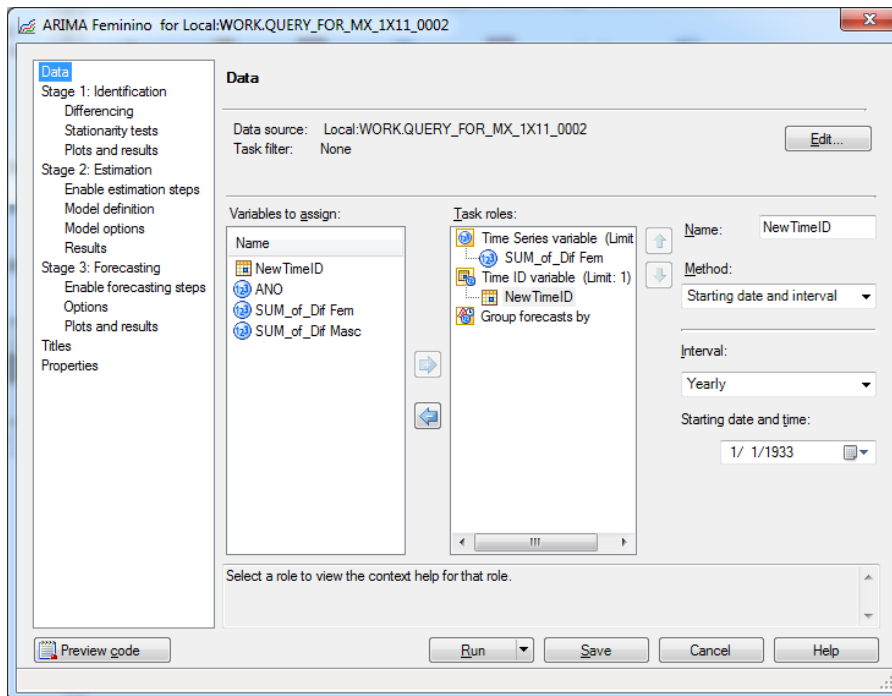 ARIMA Feminino for Local:WORK.QUERY_FOR_MX_1X11_0002
Data
Stage 1: Identification
Differencing
Stationarity tests
Plots and results
Stage 2: Estimation
Enable estimation steps
Model definition
Model options
Results
Stage 3: Forecasting
Enable forecasting steps
Options
Plots and results
Titles
Properties
Data
Data source: Local:WORK.QUERY_FOR_MX_1X11_0002
Task filter: None
Edit...
Variables to assign:
Name
NewTimeID
ANO
SUM_of_Dif Fem
SUM_of_Dif Masc
Task roles:
Time Series variable (Limit
SUM_of_Dif Fem
Time ID variable (Limit: 1)
NewTimeID
Group forecasts by
Name: NewTimeID
Method:
Starting date and interval
Interval:
Yearly
Starting date and time:
1/ 1/1933
Select a role to view the context help for that role.
Preview code
Run
Save
Cancel
Help